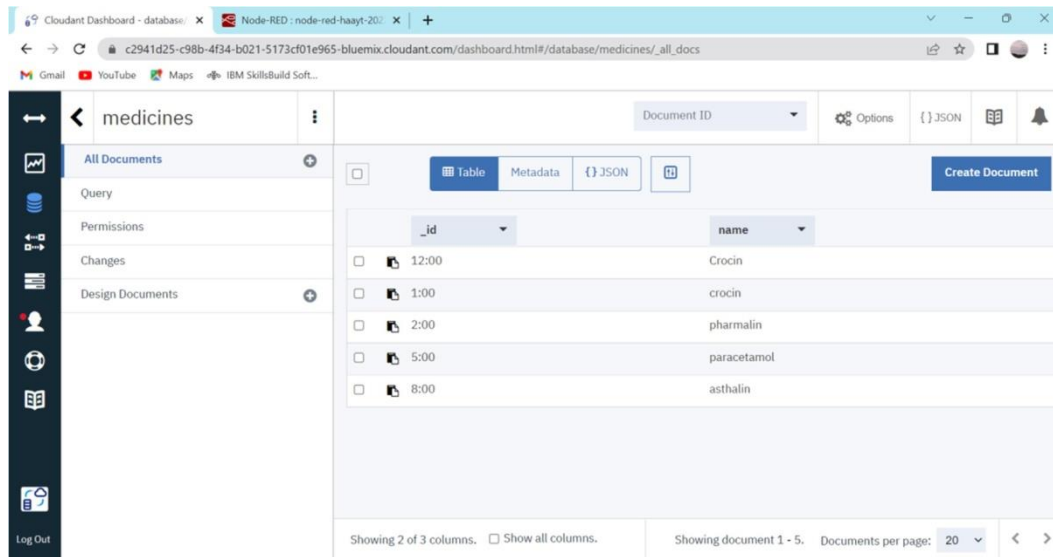 Cloudant Dashboard - database/
Node-RED : node-red-haayt-202
c2941d25-c98b-4f34-b021-5173cf01e965-bluemix.cloudant.com/dashboard.html#/database/medicines/_all_docs
Gmail YouTube Maps IBM SkillsBuild Soft...
medicines
Document ID
Options
{ } JSON
All Documents
Query
Permissions
Changes
Design Documents
Table Metadata { } JSON
Create Document
_id name
12:00 Crocin
1:00 crocin
2:00 pharmalin
5:00 paracetamol
8:00 asthalin
Log Out
Showing 2 of 3 columns. Show all columns.
Showing document 1 - 5. Documents per page: 20